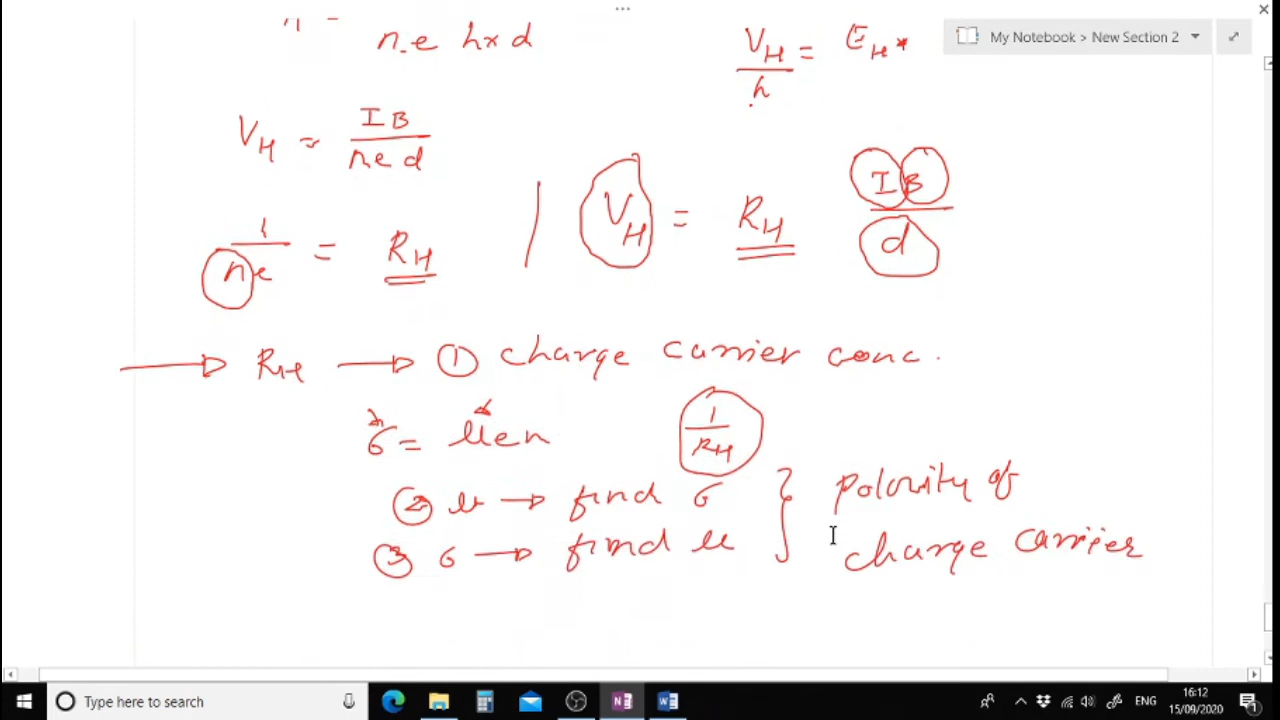 n.e h×d
V_H / h = E_H *
My Notebook > New Section 2
V_H = IB / ned
1 / ne = R_H | V_H = R_H IB / d
→ R_H → ① charge carrier conc.
σ = μen 1 / R_H
② μ → find σ } polarity of
③ σ → find μ charge carrier
Type here to search
ENG
16:12
15/09/2020
1